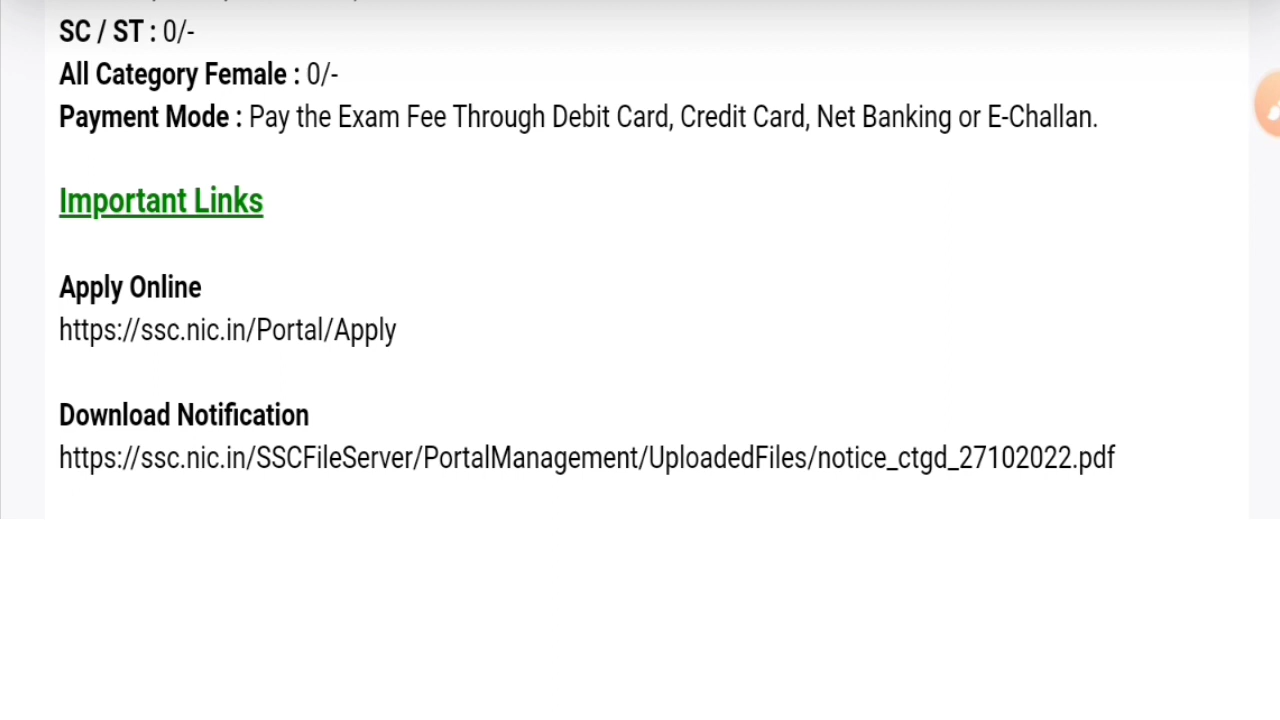 SC / ST : 0/-
All Category Female : 0/-
Payment Mode : Pay the Exam Fee Through Debit Card, Credit Card, Net Banking or E-Challan.
Important Links
Apply Online
https://ssc.nic.in/Portal/Apply
Download Notification
https://ssc.nic.in/SSCFileServer/PortalManagement/UploadedFiles/notice_ctgd_27102022.pdf